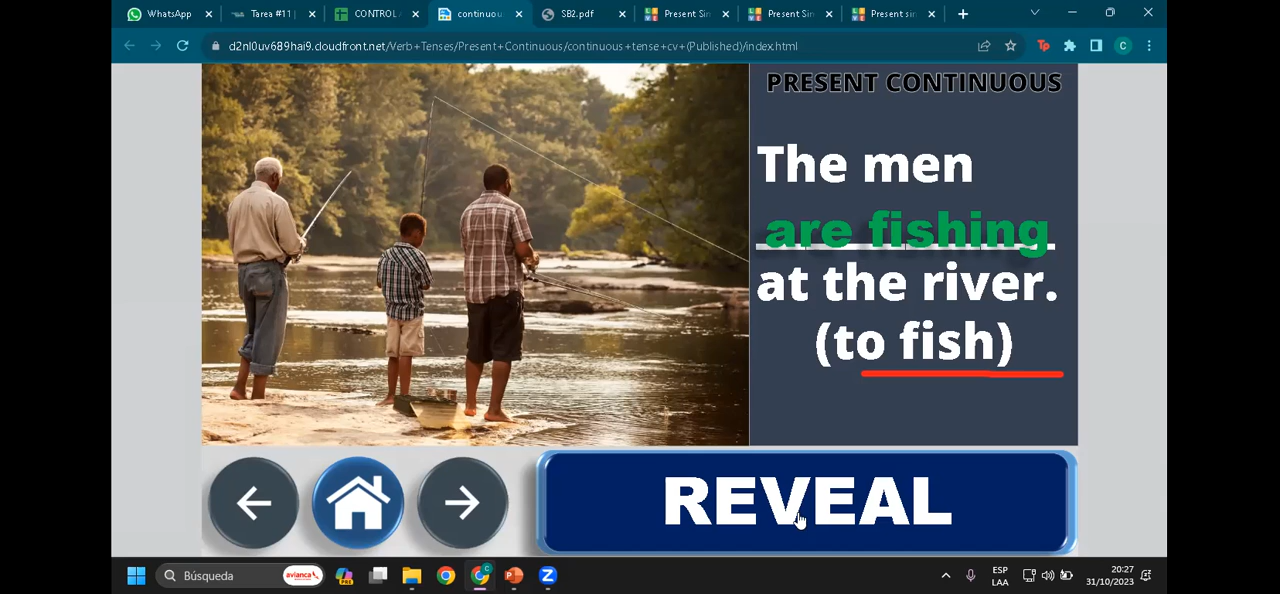 WhatsApp
Tarea #11 |
CONTROL A
continuou
SB2.pdf
Present Sin
Present Sin
Present sin
d2nl0uv689hai9.cloudfront.net/Verb+Tenses/Present+Continuous/continuous+tense+cv+(Published)/index.html
Tp
C
PRESENT CONTINUOUS
The men
are fishing
at the river.
(to fish)
REVEAL
Búsqueda
avianca
PRE
C
ESP
LAA
20:27
31/10/2023